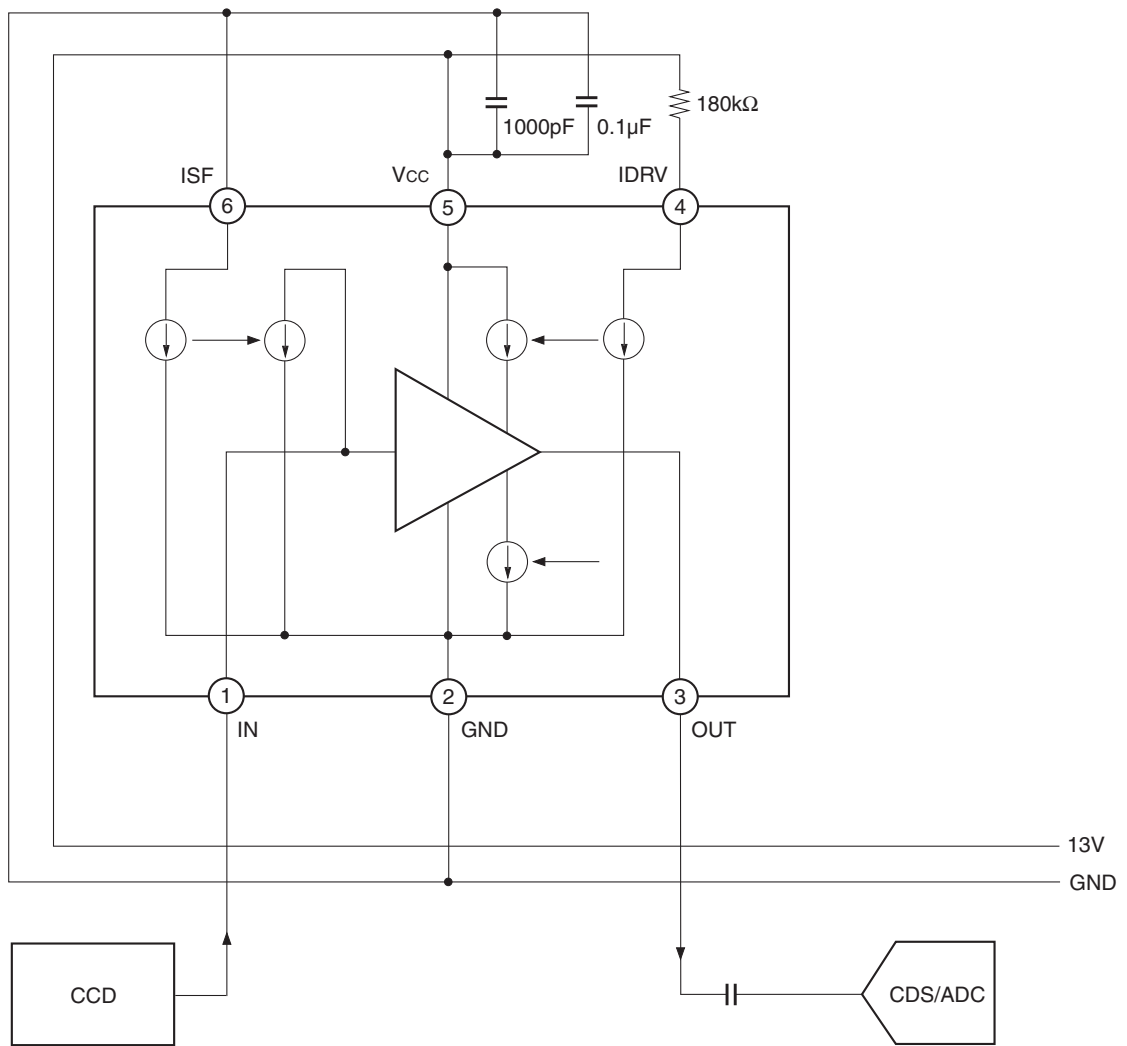 180kΩ
1000pF
0.1µF
ISF
VCC
IDRV
6
5
4
1
2
3
IN
GND
OUT
13V
GND
CCD
CDS/ADC